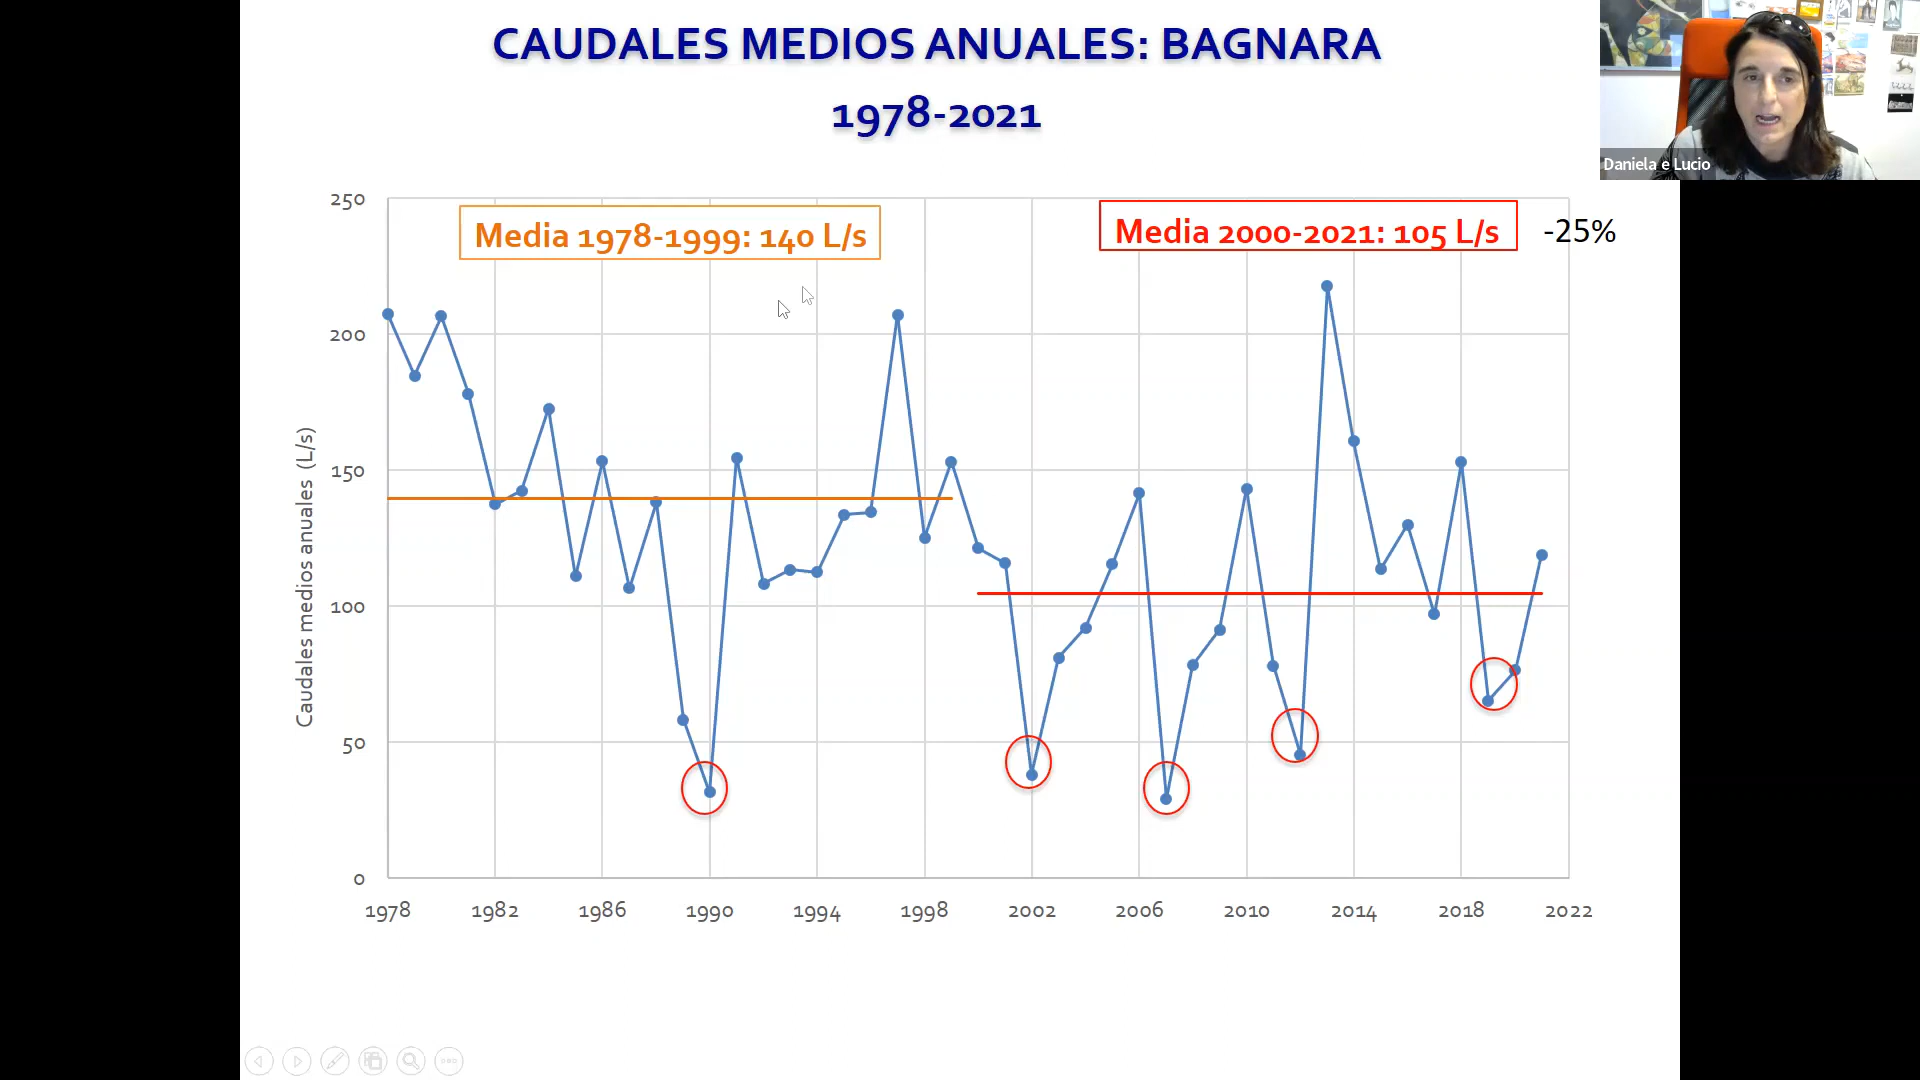 CAUDALES MEDIOS ANUALES: BAGNARA
1978-2021
Daniela e Lucio
Media 1978-1999: 140 L/s
Media 2000-2021: 105 L/s
-25%
Caudales medios anuales (L/s)
250
200
150
100
50
0
1978 1982 1986 1990 1994 1998 2002 2006 2010 2014 2018 2022